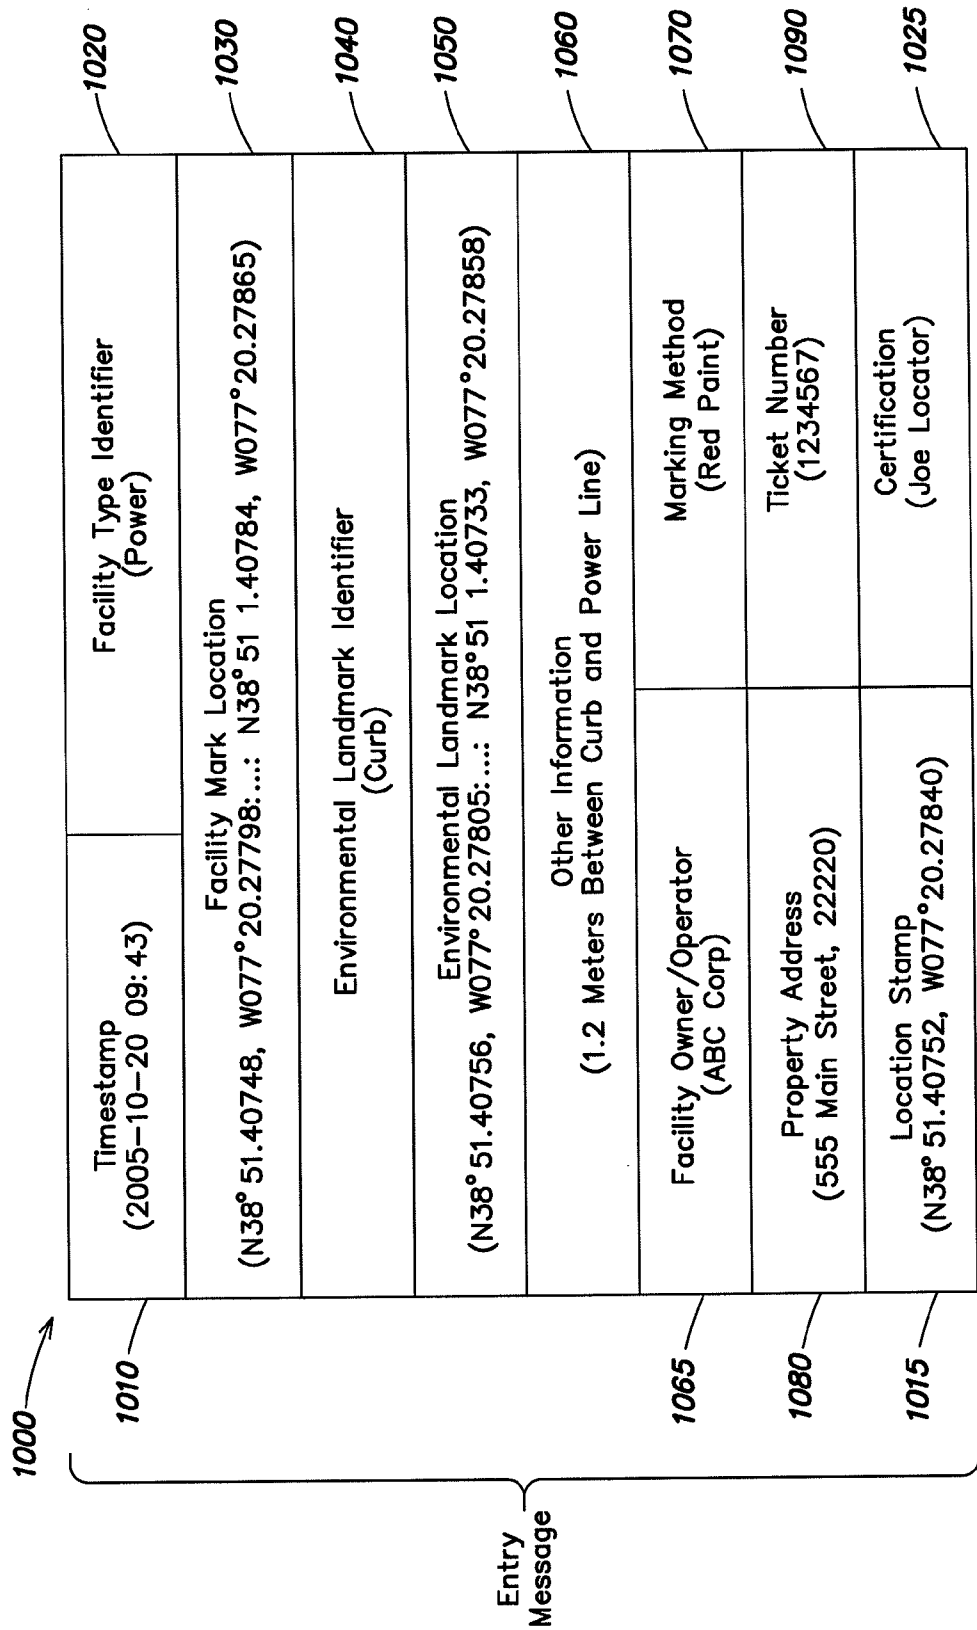 1000
Entry
Message
1010
Timestamp
(2005-10-20 09:43)
Facility Type Identifier
(Power)
1020
Facility Mark Location
(N38°51.40748, W077°20.27798:...: N38°51 1.40784, W077°20.27865)
1030
Environmental Landmark Identifier
(Curb)
1040
Environmental Landmark Location
(N38°51.40756, W077°20.27805:...: N38°51 1.40733, W077°20.27858)
1050
Other Information
(1.2 Meters Between Curb and Power Line)
1060
1065
Facility Owner/Operator
(ABC Corp)
Marking Method
(Red Paint)
1070
1080
Property Address
(555 Main Street, 22220)
Ticket Number
(1234567)
1090
1015
Location Stamp
(N38°51.40752, W077°20.27840)
Certification
(Joe Locator)
1025